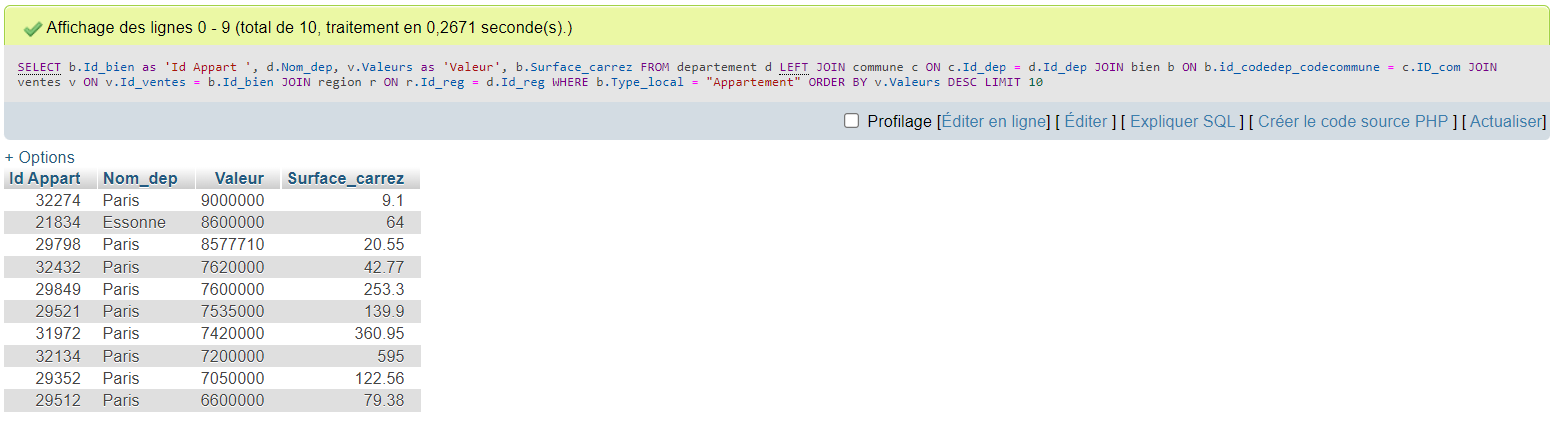 Affichage des lignes 0 - 9 (total de 10, traitement en 0,2671 seconde(s).)
SELECT b.Id_bien as 'Id Appart ', d.Nom_dep, v.Valeurs as 'Valeur', b.Surface_carrez FROM departement d LEFT JOIN commune c ON c.Id_dep = d.Id_dep JOIN bien b ON b.id_codedep_codecommune = c.ID_com JOIN
ventes v ON v.Id_ventes = b.Id_bien JOIN region r ON r.Id_reg = d.Id_reg WHERE b.Type_local = "Appartement" ORDER BY v.Valeurs DESC LIMIT 10
Profilage [Éditer en ligne] [ Éditer ] [ Expliquer SQL ] [ Créer le code source PHP ] [ Actualiser]
+ Options
Id Appart Nom_dep Valeur Surface_carrez
32274 Paris 9000000 9.1
21834 Essonne 8600000 64
29798 Paris 8577710 20.55
32432 Paris 7620000 42.77
29849 Paris 7600000 253.3
29521 Paris 7535000 139.9
31972 Paris 7420000 360.95
32134 Paris 7200000 595
29352 Paris 7050000 122.56
29512 Paris 6600000 79.38